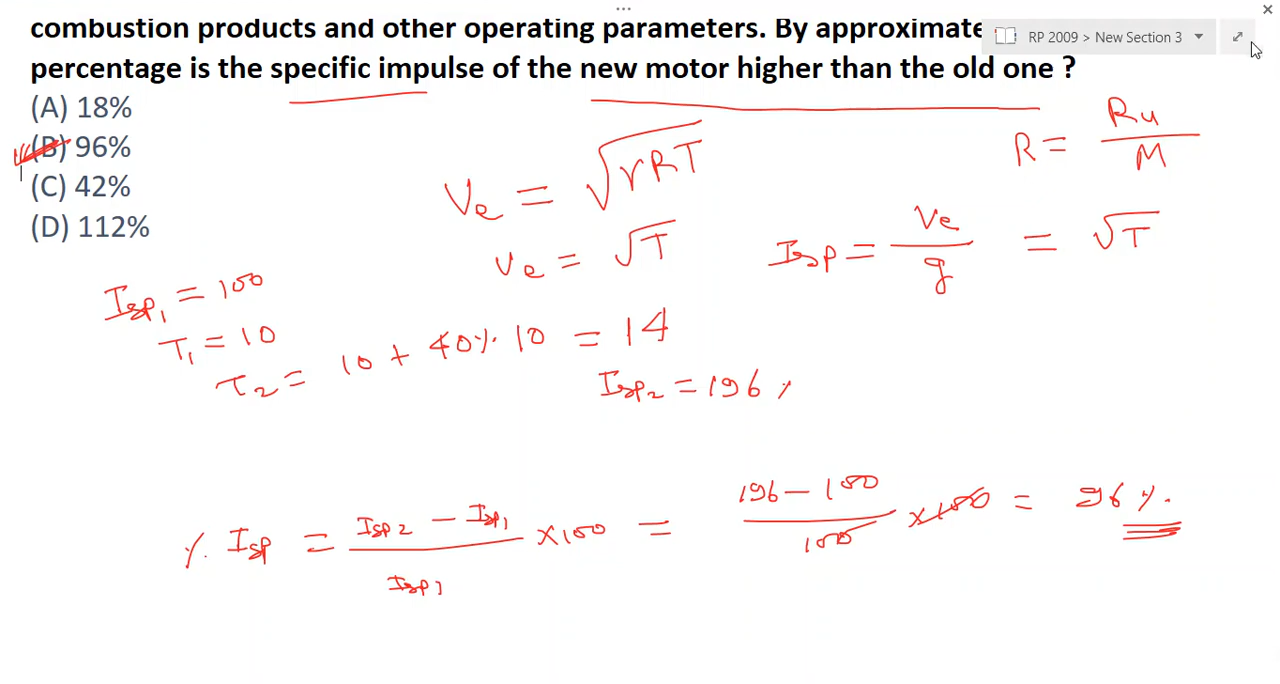 combustion products and other operating parameters. By approximate
RP 2009 > New Section 3
percentage is the specific impulse of the new motor higher than the old one ?
(A) 18%
(B) 96%
(C) 42%
(D) 112%
R = Ru / M
Ve = √γRT
Ve = √T
Isp = Ve / g = √T
Isp1 = 100
T1 = 10
T2 = 10 + 40% 10 = 14
Isp2 = 196 %
% Isp = Isp2 - Isp1 / Isp1 × 100 = 196 - 100 / 100 × 100 = 96 %.